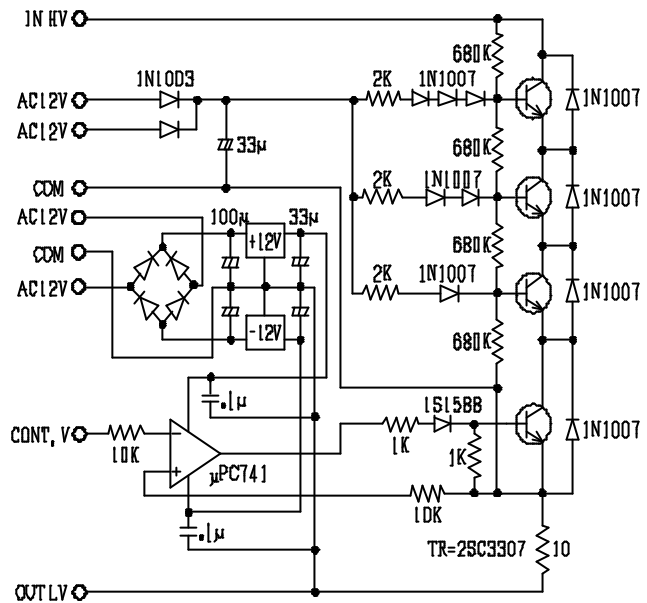 IN HV
680K
1N10D3
2K
1N1007
AC12V
1N1007
AC12V
33μ
680K
COM
2K
1N1007
1N1007
AC12V
100μ
33μ
+12V
680K
COM
2K
1N1007
AC12V
1N1007
-12V
680K
.1μ
1S1588
CONT. V
1N1007
10K
1K
1K
μPC741
10K
.1μ
TR=2SC3307
10
OUT LV